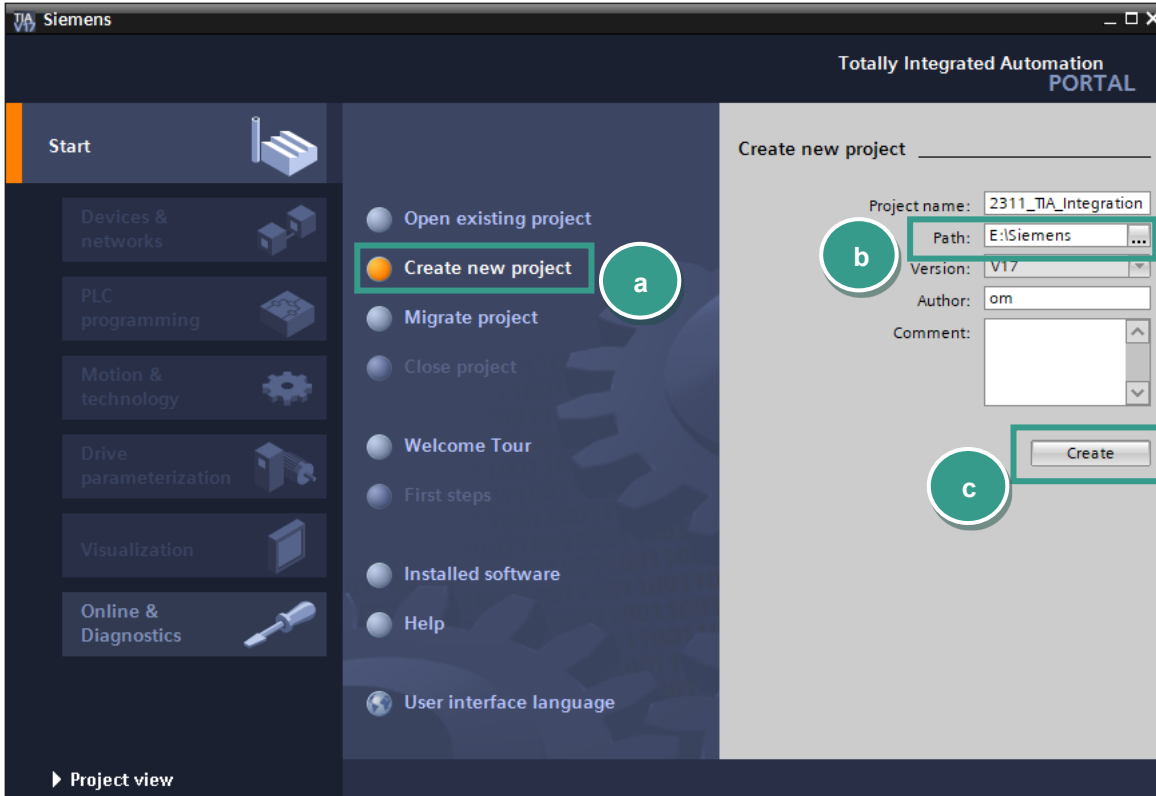 TIA
V17
Siemens
Totally Integrated Automation
PORTAL
Start
Devices &
networks
PLC
programming
Motion &
technology
Drive
parameterization
Visualization
Online &
Diagnostics
Project view
Open existing project
Create new project
a
Migrate project
Close project
Welcome Tour
First steps
Installed software
Help
User interface language
Create new project
Project name: 2311_TIA_Integration
b
Path: E:\Siemens ...
Version: V17
Author: om
Comment:
Create
c